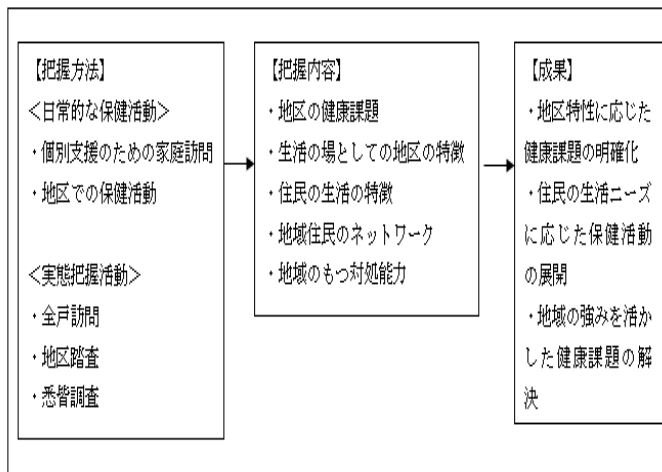 【把握方法】
＜日常的な保健活動＞
・個別支援のための家庭訪問
・地区での保健活動
＜実態把握活動＞
・全戸訪問
・地区踏査
・悉皆調査
【把握内容】
・地区の健康課題
・生活の場としての地区の特徴
・住民の生活の特徴
・地域住民のネットワーク
・地域のもつ対処能力
【成果】
・地区特性に応じた
健康課題の明確化
・住民の生活ニーズ
に応じた保健活動
の展開
・地域の強みを活か
した健康課題の解
決